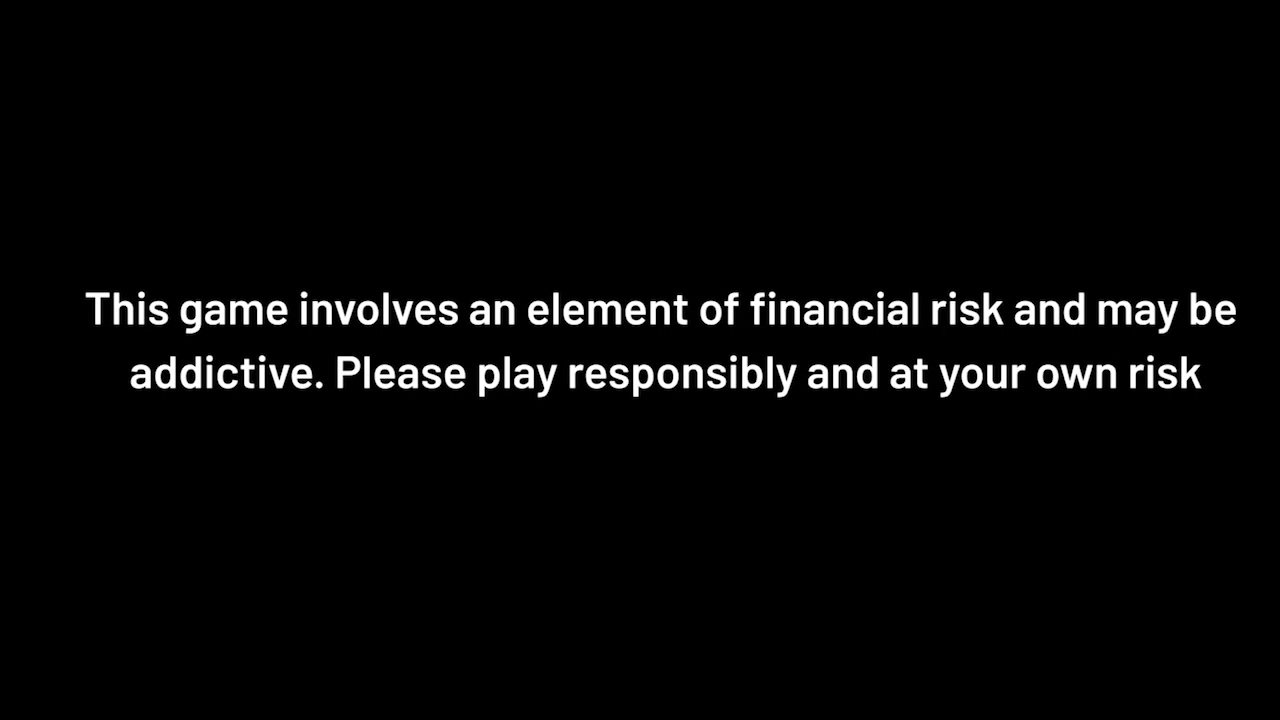 This game involves an element of financial risk and may be
addictive. Please play responsibly and at your own risk